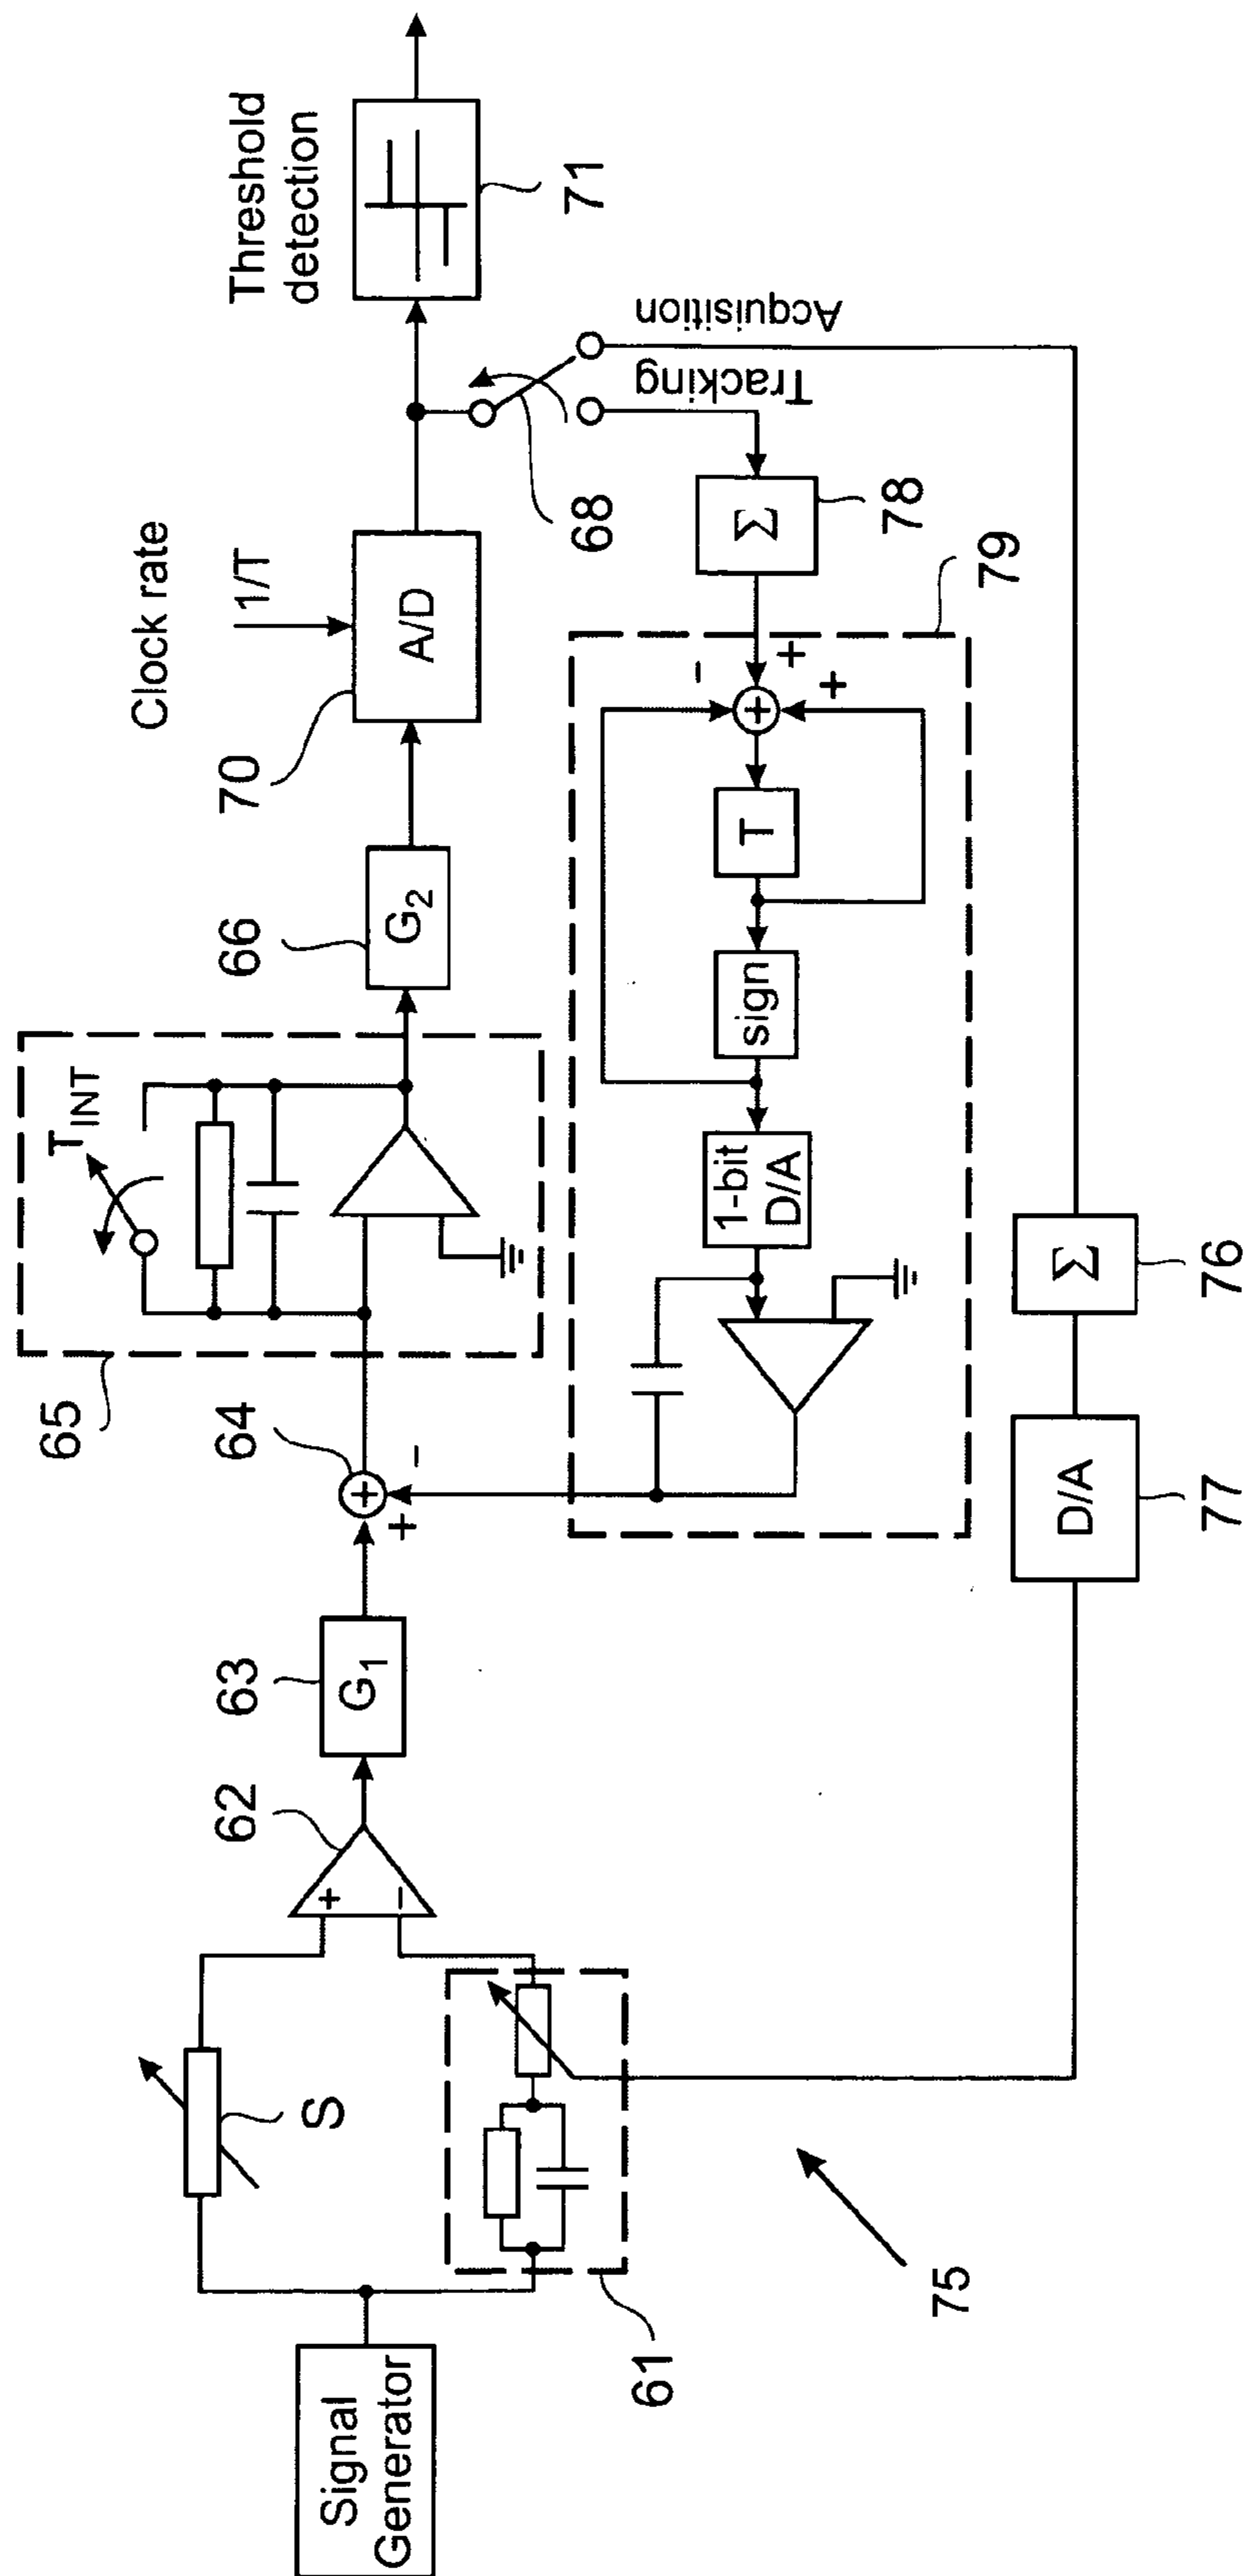 Signal
Generator
S
61
75
62
+
−
63
G₁
64
+
+
-
65
T_INT
66
G₂
70
A/D
Clock rate
1/T
Threshold
detection
71
68
Tracking
Acquisition
Σ
78
79
-
+
+
+
T
sign
1-bit
D/A
Σ
76
D/A
77